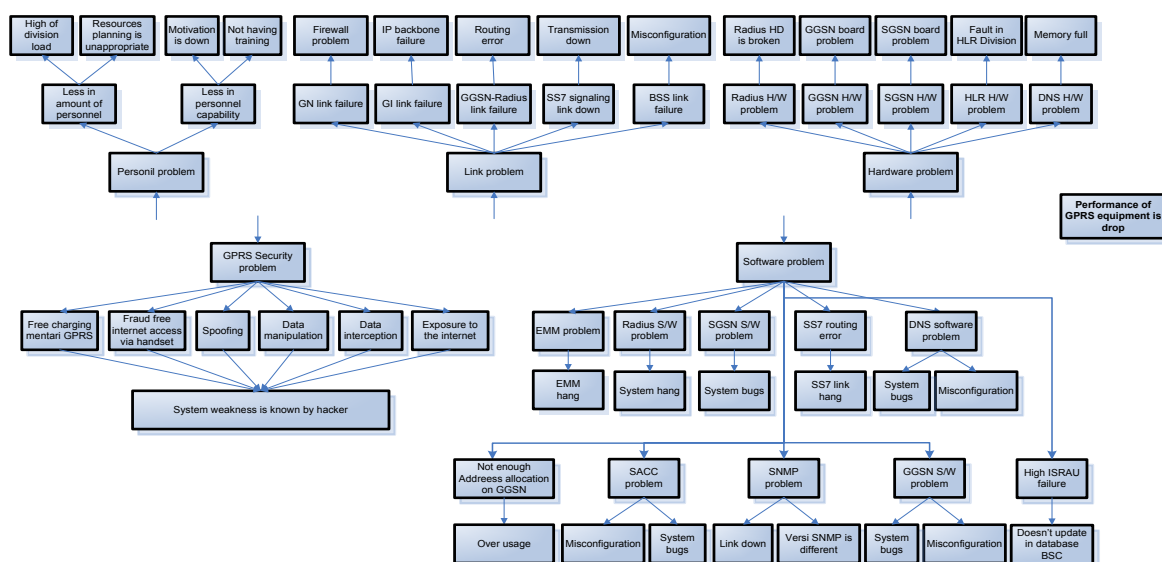 High of
division
load
Resources
planning is
unappropriate
Motivation
is down
Not having
training
Firewall
problem
IP backbone
failure
Routing
error
Transmission
down
Misconfiguration
Radius HD
is broken
GGSN board
problem
SGSN board
problem
Fault in
HLR Division
Memory full
Less in
amount of
personnel
Less in
personnel
capability
GN link failure
GI link failure
GGSN-Radius
link failure
SS7 signaling
link down
BSS link
failure
Radius H/W
problem
GGSN H/W
problem
SGSN H/W
problem
HLR H/W
problem
DNS H/W
problem
Personil problem
Link problem
Hardware problem
Performance of
GPRS equipment is
drop
GPRS Security
problem
Software problem
Free charging
mentari GPRS
Fraud free
internet access
via handset
Spoofing
Data
manipulation
Data
interception
Exposure to
the internet
EMM problem
Radius S/W
problem
SGSN S/W
problem
SS7 routing
error
DNS software
problem
System weakness is known by hacker
EMM
hang
System hang
System bugs
SS7 link
hang
System
bugs
Misconfiguration
Not enough
Addreess allocation
on GGSN
SACC
problem
SNMP
problem
GGSN S/W
problem
High ISRAU
failure
Over usage
Misconfiguration
System
bugs
Link down
Versi SNMP is
different
System
bugs
Misconfiguration
Doesn't update
in database
BSC